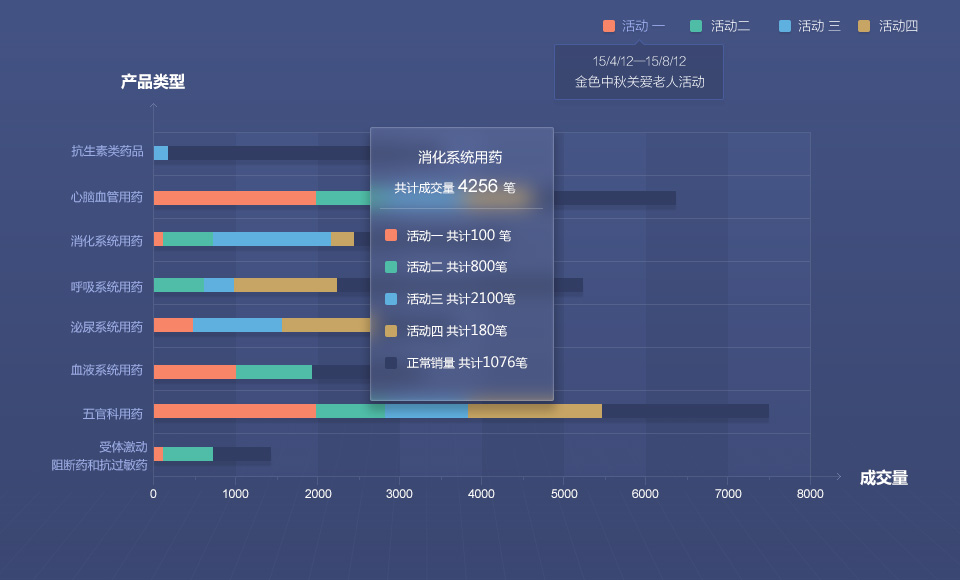 活动 一
活动二
活动 三
活动四
15/4/12—15/8/12
金色中秋关爱老人活动
产品类型
抗生素类药品
心脑血管用药
消化系统用药
呼吸系统用药
泌尿系统用药
血液系统用药
五官科用药
受体激动
阻断药和抗过敏药
消化系统用药
共计成交量 4256 笔
活动一 共计100 笔
活动二 共计800笔
活动三 共计2100笔
活动四 共计180笔
正常销量 共计1076笔
0 1000 2000 3000 4000 5000 6000 7000 8000
成交量